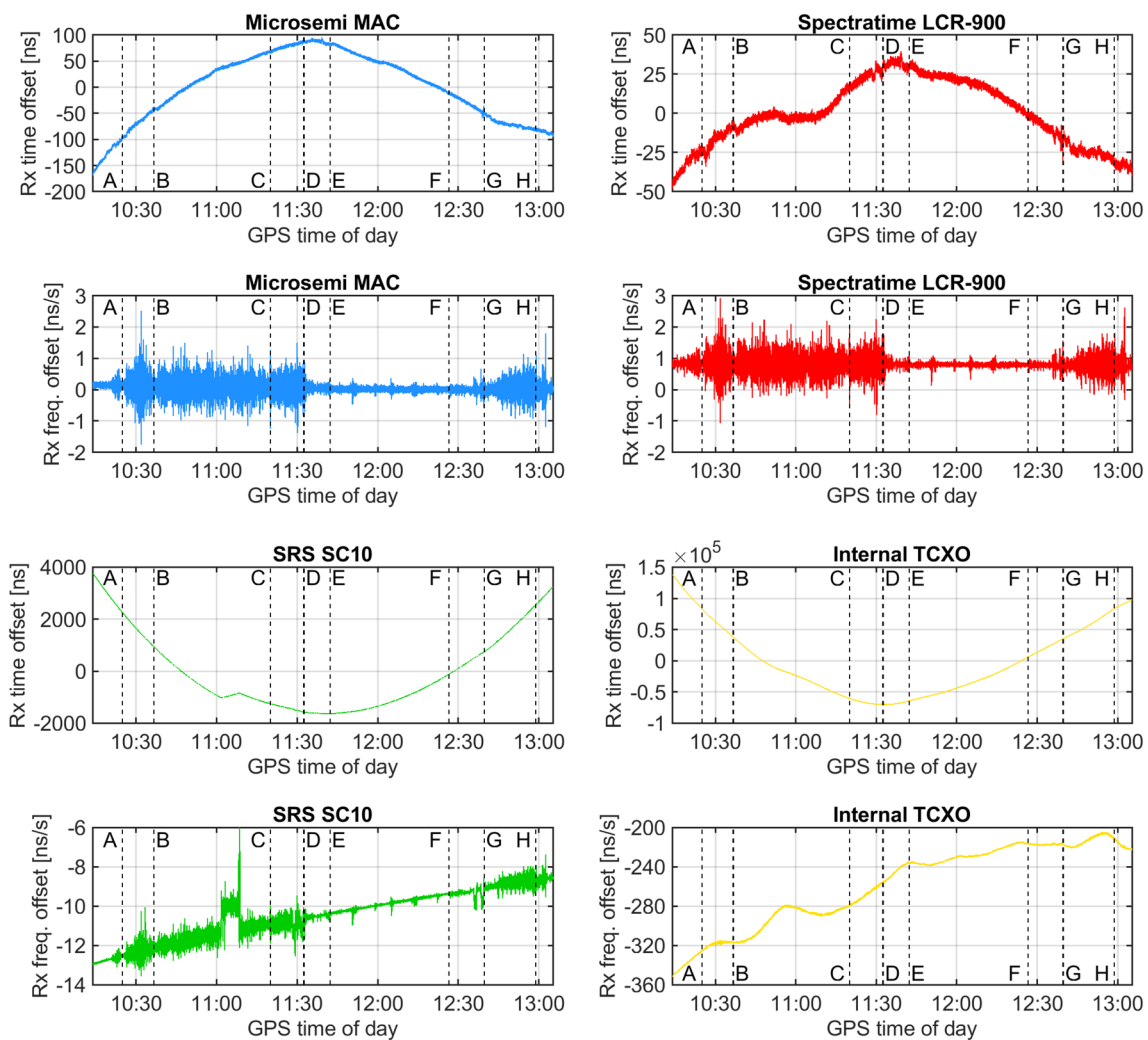 Microsemi MAC
Rx time offset [ns]
100
50
0
-50
-100
-150
-200
A B C D E F G H
10:30 11:00 11:30 12:00 12:30 13:00
GPS time of day
Spectratime LCR-900
Rx time offset [ns]
50
25
0
-25
-50
A B C D E F G H
10:30 11:00 11:30 12:00 12:30 13:00
GPS time of day
Microsemi MAC
Rx freq. offset [ns/s]
3
2
1
0
-1
-2
A B C D E F G H
10:30 11:00 11:30 12:00 12:30 13:00
GPS time of day
Spectratime LCR-900
Rx freq. offset [ns/s]
3
2
1
0
-1
-2
A B C D E F G H
10:30 11:00 11:30 12:00 12:30 13:00
GPS time of day
SRS SC10
Rx time offset [ns]
4000
2000
0
-2000
A B C D E F G H
10:30 11:00 11:30 12:00 12:30 13:00
GPS time of day
Internal TCXO
×10^5
Rx time offset [ns]
1.5
1
0.5
0
-0.5
-1
A B C D E F G H
10:30 11:00 11:30 12:00 12:30 13:00
GPS time of day
SRS SC10
Rx freq. offset [ns/s]
-6
-8
-10
-12
-14
A B C D E F G H
10:30 11:00 11:30 12:00 12:30 13:00
GPS time of day
Internal TCXO
Rx freq. offset [ns/s]
-200
-240
-280
-320
-360
A B C D E F G H
10:30 11:00 11:30 12:00 12:30 13:00
GPS time of day